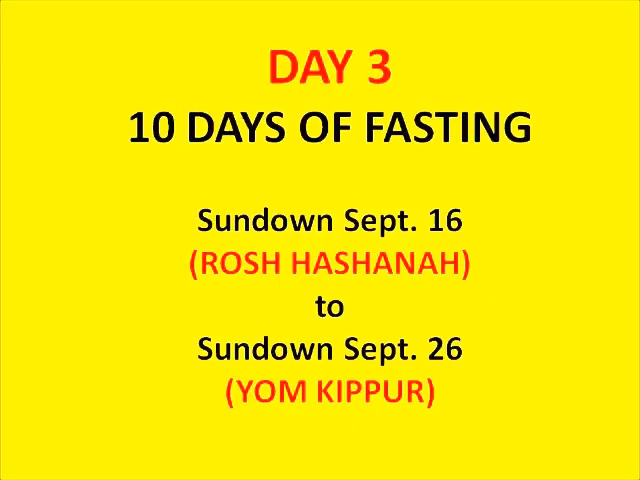 DAY 3
10 DAYS OF FASTING
Sundown Sept. 16
(ROSH HASHANAH)
to
Sundown Sept. 26
(YOM KIPPUR)